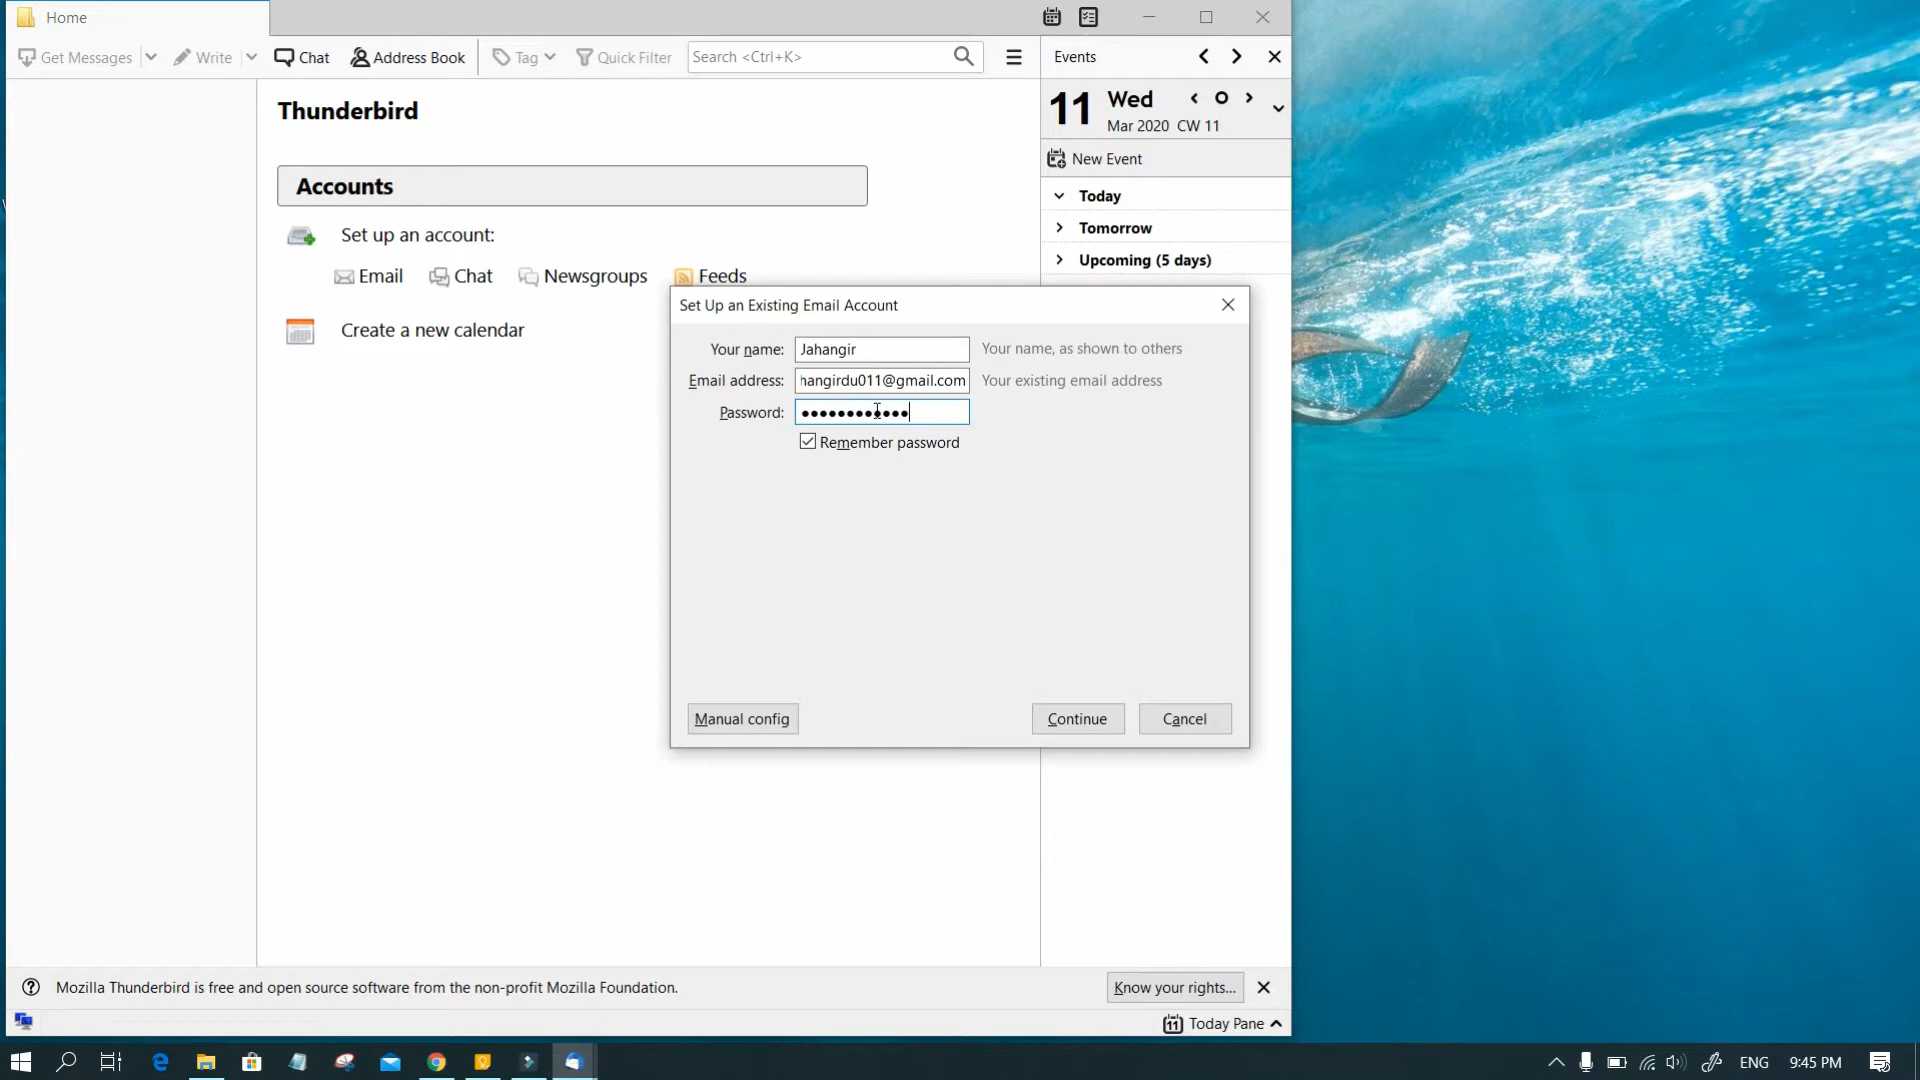 Home
Get Messages Write Chat Address Book Tag Quick Filter Search <Ctrl+K>
Events
Thunderbird
11 Wed
Mar 2020 CW 11
New Event
Accounts
Today
Set up an account:
Tomorrow
Upcoming (5 days)
Email Chat Newsgroups Feeds
Create a new calendar
Set Up an Existing Email Account
Your name: Jahangir Your name, as shown to others
Email address: hangirdu011@gmail.com Your existing email address
Password: ●●●●●●●●●●●●
Remember password
Manual config Continue Cancel
Mozilla Thunderbird is free and open source software from the non-profit Mozilla Foundation. Know your rights...
11 Today Pane
ENG 9:45 PM